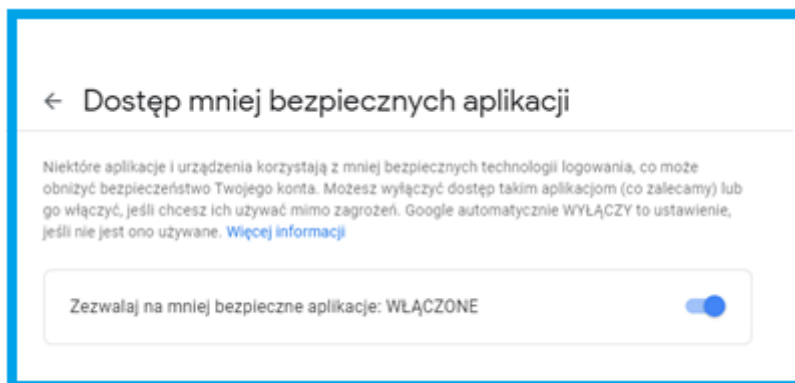 ← Dostęp mniej bezpiecznych aplikacji
Niektóre aplikacje i urządzenia korzystają z mniej bezpiecznych technologii logowania, co może
obniżyć bezpieczeństwo Twojego konta. Możesz wyłączyć dostęp takim aplikacjom (co zalecamy) lub
go włączyć, jeśli chcesz ich używać mimo zagrożeń. Google automatycznie WYŁĄCZY to ustawienie,
jeśli nie jest ono używane. Więcej informacji
Zezwalaj na mniej bezpieczne aplikacje: WŁĄCZONE